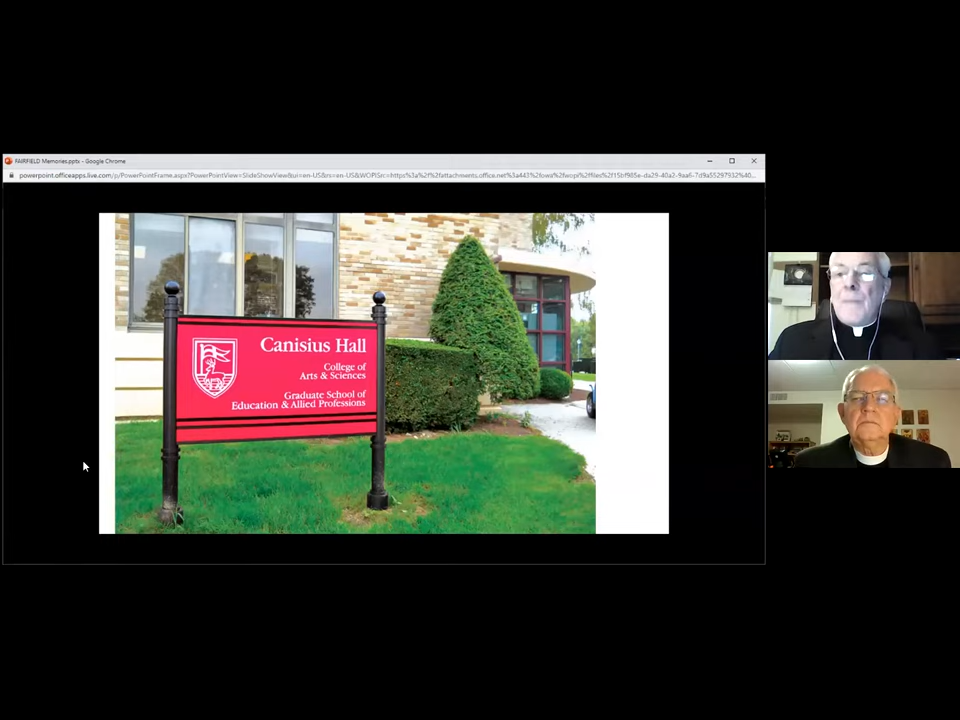 FAIRFIELD Memories.pptx - Google Chrome
Canisius Hall
College of
Arts & Sciences
Graduate School of
Education & Allied Professions